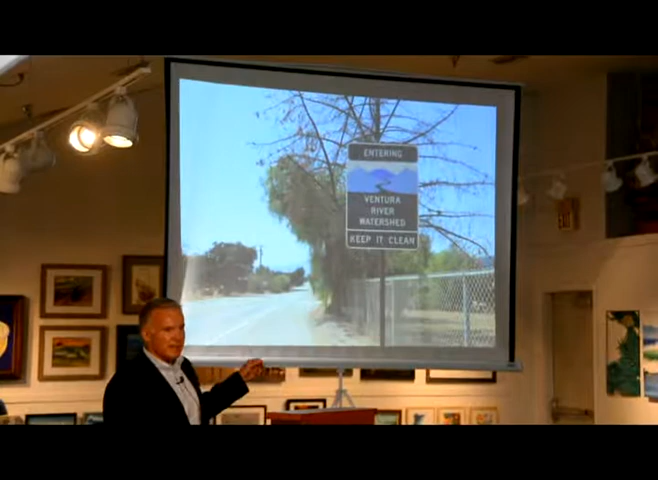 ENTERING
VENTURA
RIVER
WATERSHED
KEEP IT CLEAN